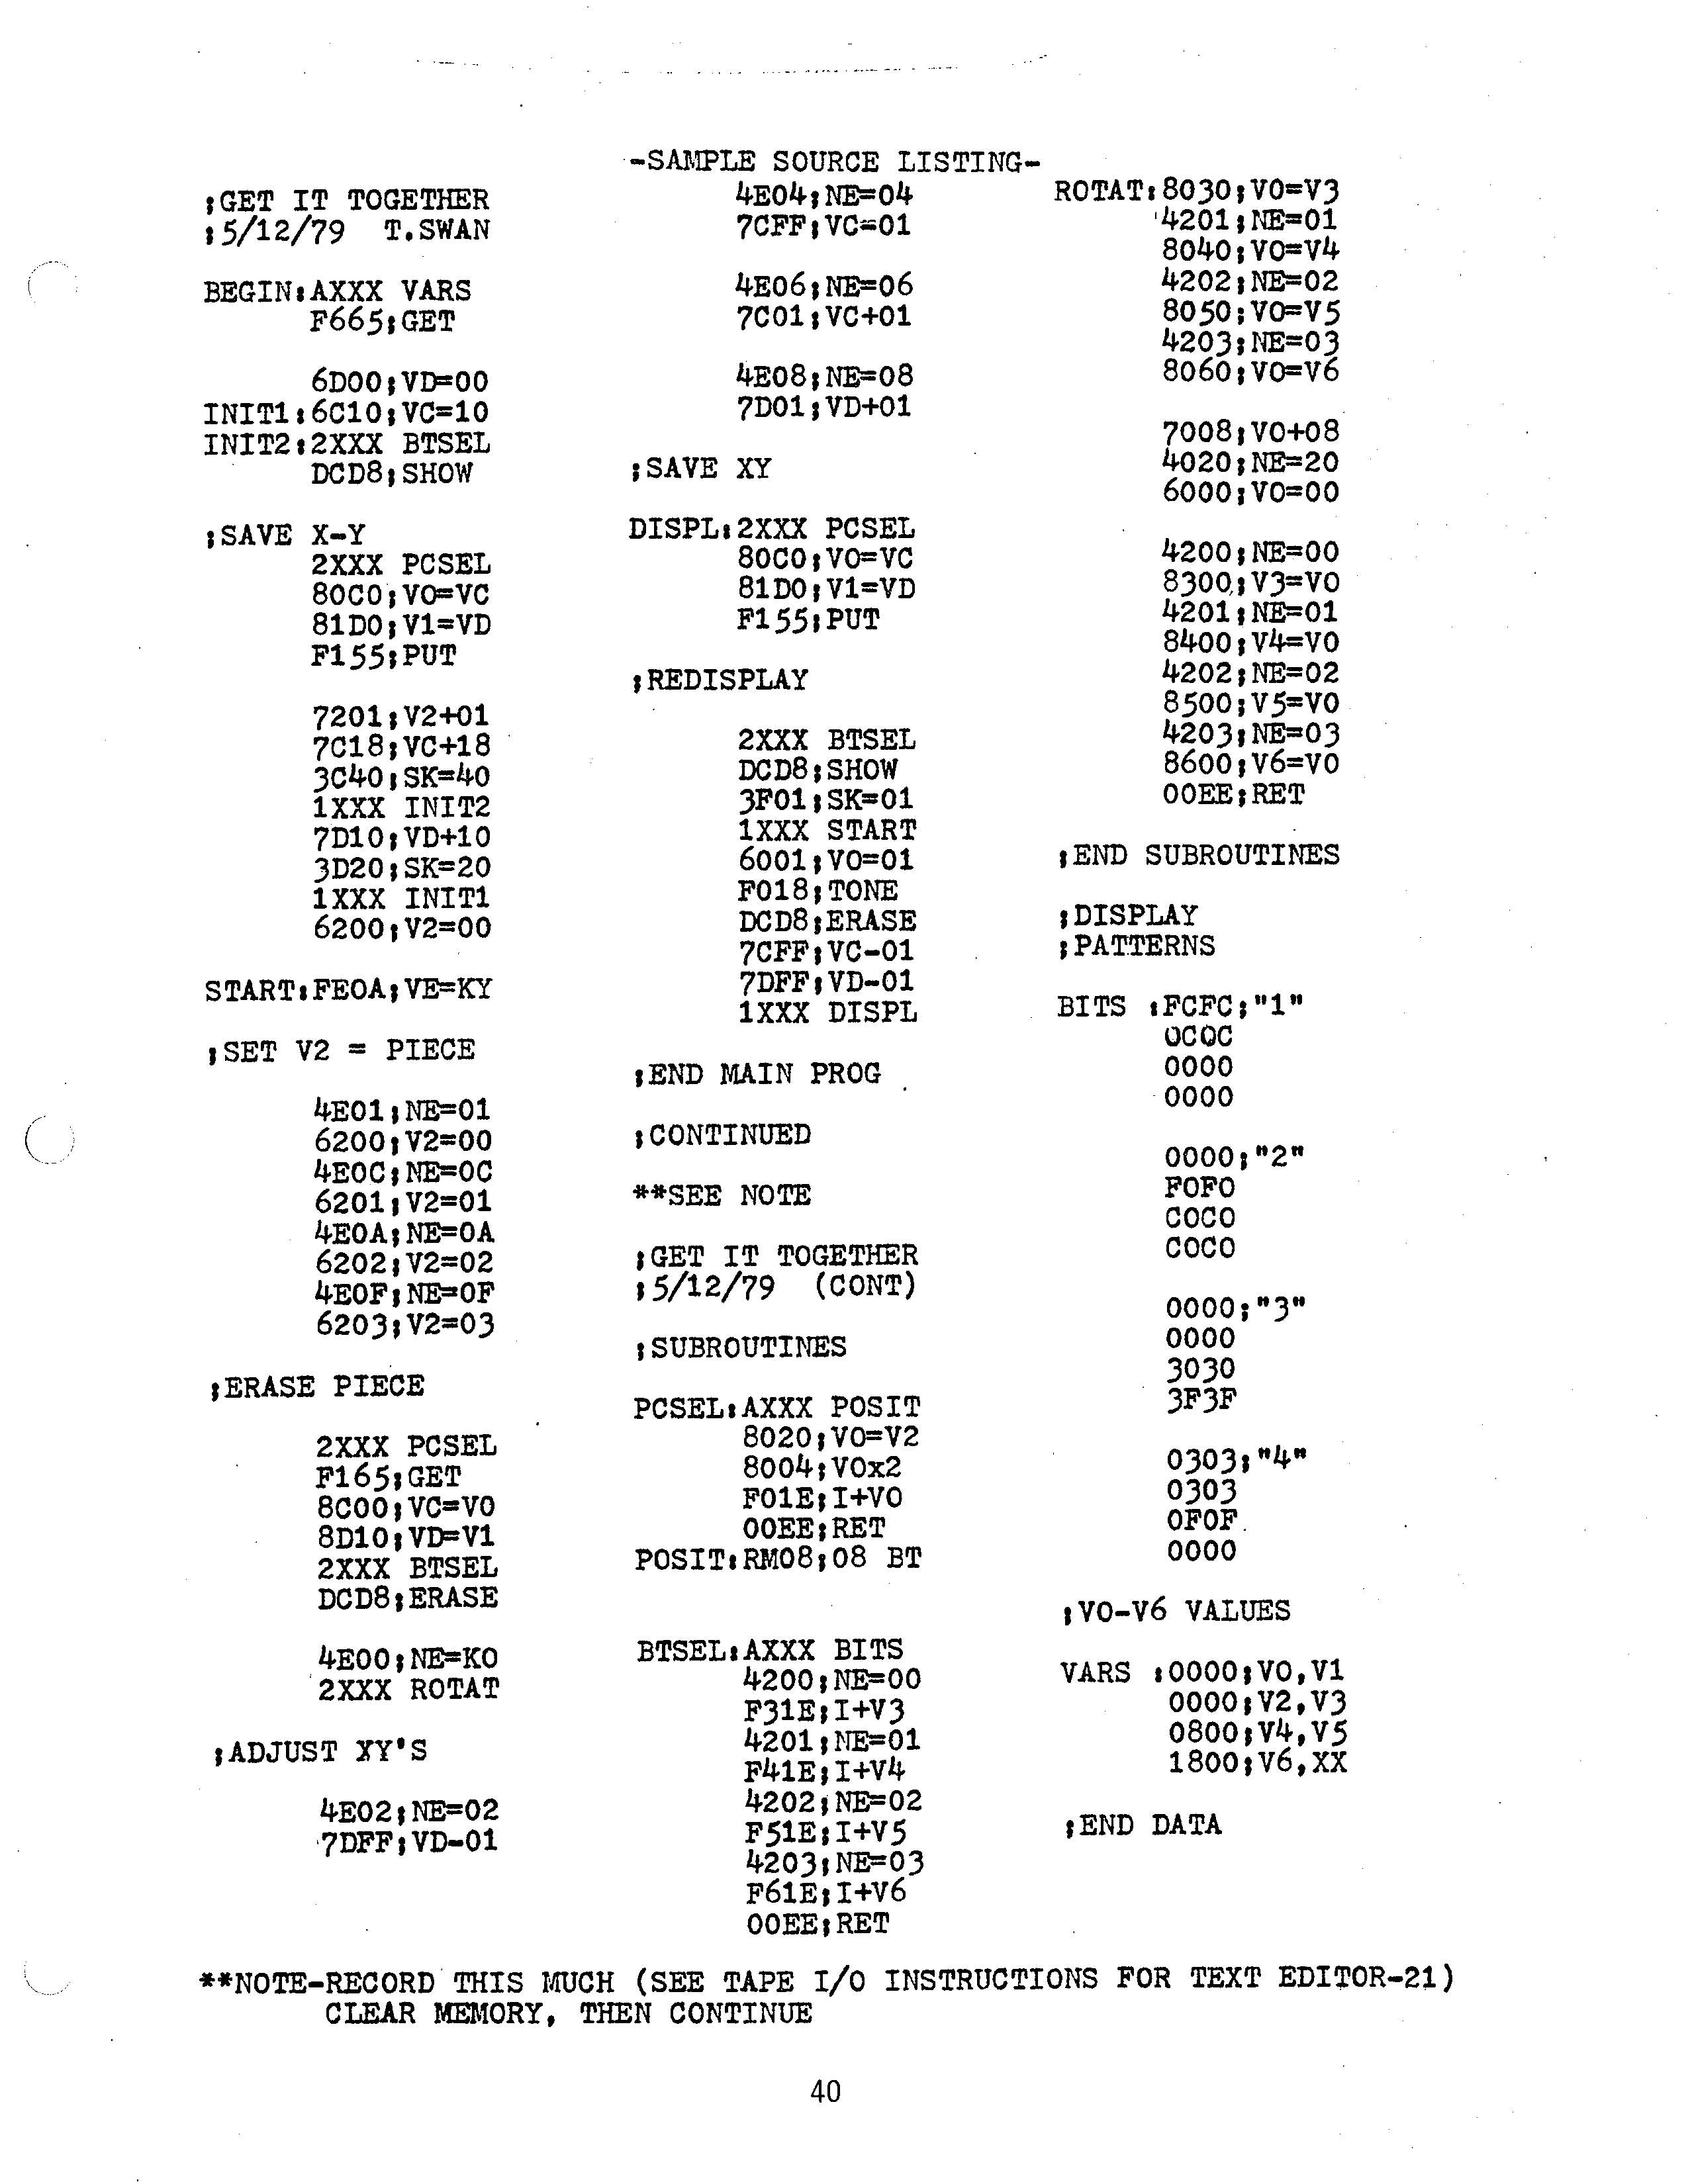 -SAMPLE SOURCE LISTING-
;GET IT TOGETHER
;5/12/79  T.SWAN
BEGIN:AXXX VARS
F665;GET
6D00;VD=00
INIT1:6C10;VC=10
INIT2:2XXX BTSEL
DCD8;SHOW
;SAVE X-Y
2XXX PCSEL
80C0;V0=VC
81D0;V1=VD
F155;PUT
7201;V2+01
7C18;VC+18
3C40;SK=40
1XXX INIT2
7D10;VD+10
3D20;SK=20
1XXX INIT1
6200;V2=00
START:FE0A;VE=KY
;SET V2 = PIECE
4E01;NE=01
6200;V2=00
4E0C;NE=0C
6201;V2=01
4E0A;NE=0A
6202;V2=02
4E0F;NE=0F
6203;V2=03
;ERASE PIECE
2XXX PCSEL
F165;GET
8C00;VC=V0
8D10;VD=V1
2XXX BTSEL
DCD8;ERASE
4E00;NE=K0
2XXX ROTAT
;ADJUST XY'S
4E02;NE=02
7DFF;VD-01
4E04;NE=04
7CFF;VC=01
4E06;NE=06
7C01;VC+01
4E08;NE=08
7D01;VD+01
;SAVE XY
DISPL:2XXX PCSEL
80C0;V0=VC
81D0;V1=VD
F155;PUT
;REDISPLAY
2XXX BTSEL
DCD8;SHOW
3F01;SK=01
1XXX START
6001;V0=01
F018;TONE
DCD8;ERASE
7CFF;VC-01
7DFF;VD-01
1XXX DISPL
;END MAIN PROG
;CONTINUED
**SEE NOTE
;GET IT TOGETHER
;5/12/79  (CONT)
;SUBROUTINES
PCSEL:AXXX POSIT
8020;V0=V2
8004;V0x2
F01E;I+V0
00EE;RET
POSIT:RM08;08 BT
BTSEL:AXXX BITS
4200;NE=00
F31E;I+V3
4201;NE=01
F41E;I+V4
4202;NE=02
F51E;I+V5
4203;NE=03
F61E;I+V6
00EE;RET
ROTAT:8030;V0=V3
4201;NE=01
8040;V0=V4
4202;NE=02
8050;V0=V5
4203;NE=03
8060;V0=V6
7008;V0+08
4020;NE=20
6000;V0=00
4200;NE=00
8300;V3=V0
4201;NE=01
8400;V4=V0
4202;NE=02
8500;V5=V0
4203;NE=03
8600;V6=V0
00EE;RET
;END SUBROUTINES
;DISPLAY
;PATTERNS
BITS :FCFC;"1"
0C0C
0000
0000
0000;"2"
F0F0
C0C0
C0C0
0000;"3"
0000
3030
3F3F
0303;"4"
0303
0F0F
0000
;V0-V6 VALUES
VARS :0000;V0,V1
0000;V2,V3
0800;V4,V5
1800;V6,XX
;END DATA
**NOTE-RECORD THIS MUCH (SEE TAPE I/O INSTRUCTIONS FOR TEXT EDITOR-21)
CLEAR MEMORY, THEN CONTINUE
40